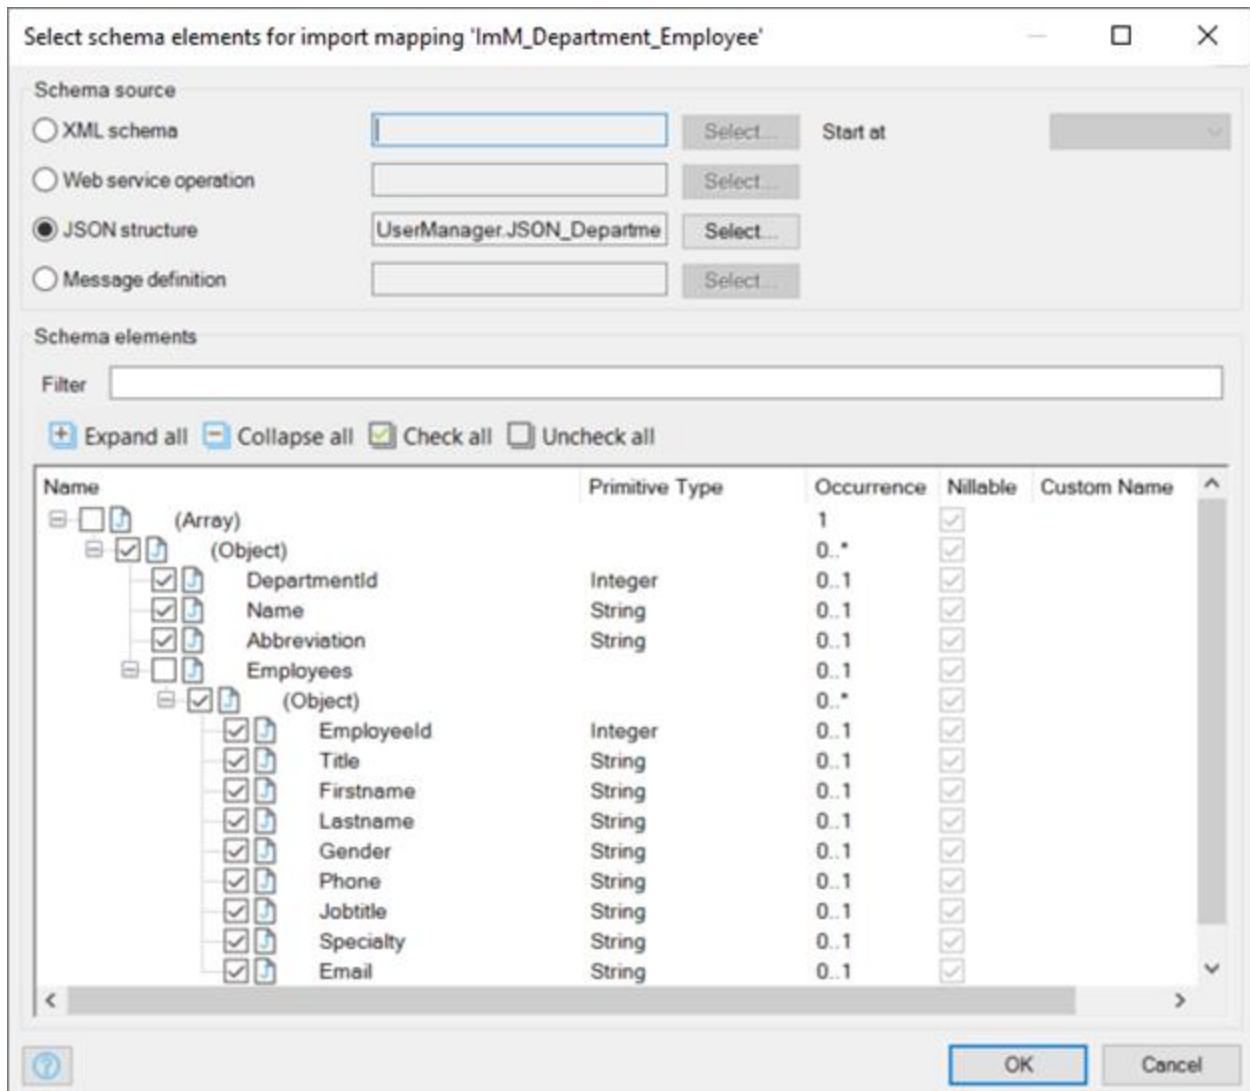 Select schema elements for import mapping 'ImM_Department_Employee'
Schema source
XML schema Select... Start at
Web service operation Select...
JSON structure UserManager.JSON_Departme Select...
Message definition Select...
Schema elements
Filter
Expand all Collapse all Check all Uncheck all
Name Primitive Type Occurrence Nillable Custom Name
(Array) 1
(Object) 0..*
DepartmentId Integer 0..1
Name String 0..1
Abbreviation String 0..1
Employees 0..1
(Object) 0..*
EmployeeId Integer 0..1
Title String 0..1
Firstname String 0..1
Lastname String 0..1
Gender String 0..1
Phone String 0..1
Jobtitle String 0..1
Specialty String 0..1
Email String 0..1
OK Cancel